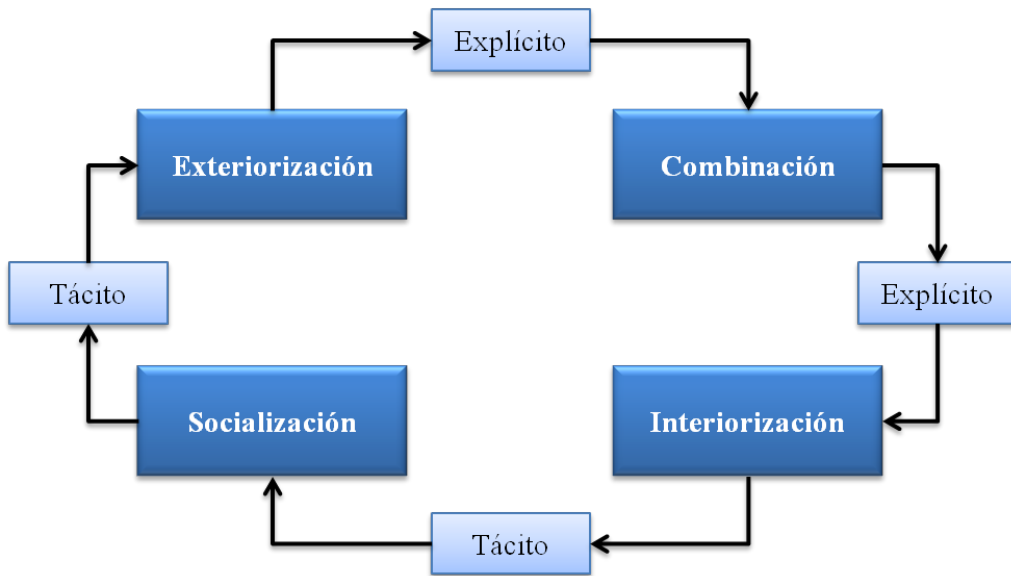 Explícito
Exteriorización
Combinación
Tácito
Explícito
Socialización
Interiorización
Tácito